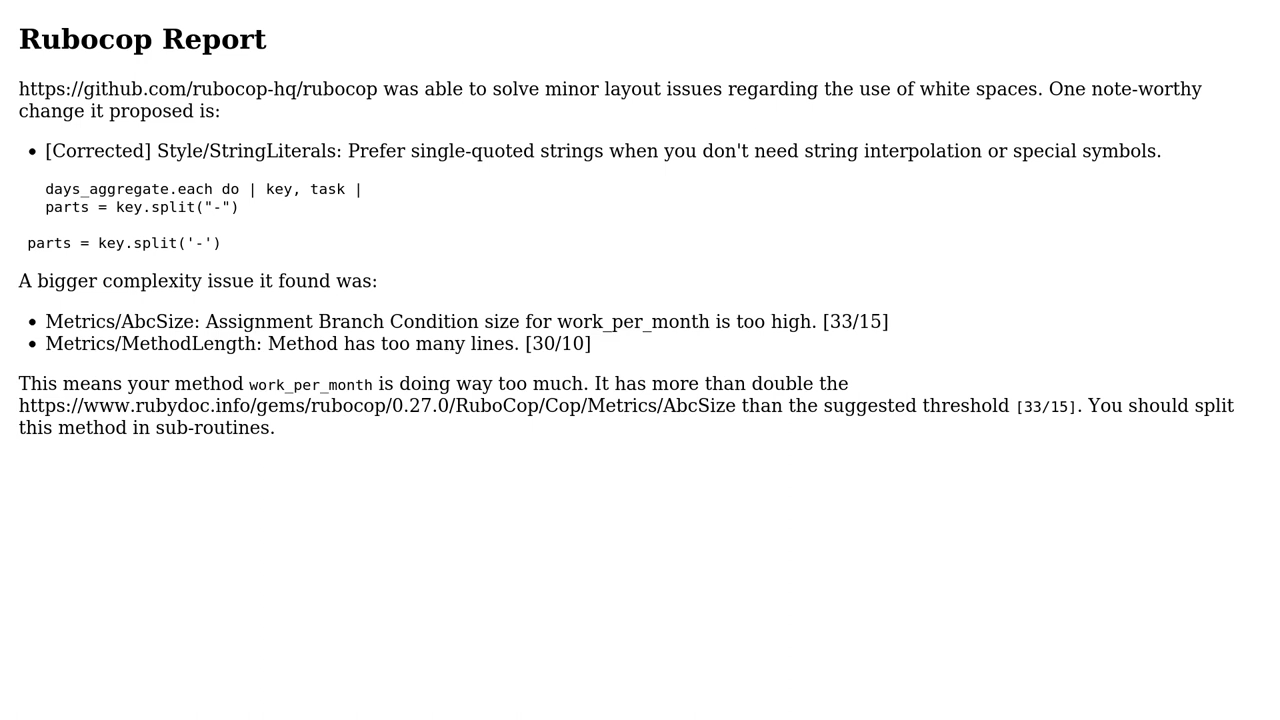 Rubocop Report
https://github.com/rubocop-hq/rubocop was able to solve minor layout issues regarding the use of white spaces. One note-worthy
change it proposed is:
• [Corrected] Style/StringLiterals: Prefer single-quoted strings when you don't need string interpolation or special symbols.
days_aggregate.each do | key, task |
parts = key.split("-")
parts = key.split('-')
A bigger complexity issue it found was:
• Metrics/AbcSize: Assignment Branch Condition size for work_per_month is too high. [33/15]
• Metrics/MethodLength: Method has too many lines. [30/10]
This means your method work_per_month is doing way too much. It has more than double the
https://www.rubydoc.info/gems/rubocop/0.27.0/RuboCop/Cop/Metrics/AbcSize than the suggested threshold [33/15]. You should split
this method in sub-routines.